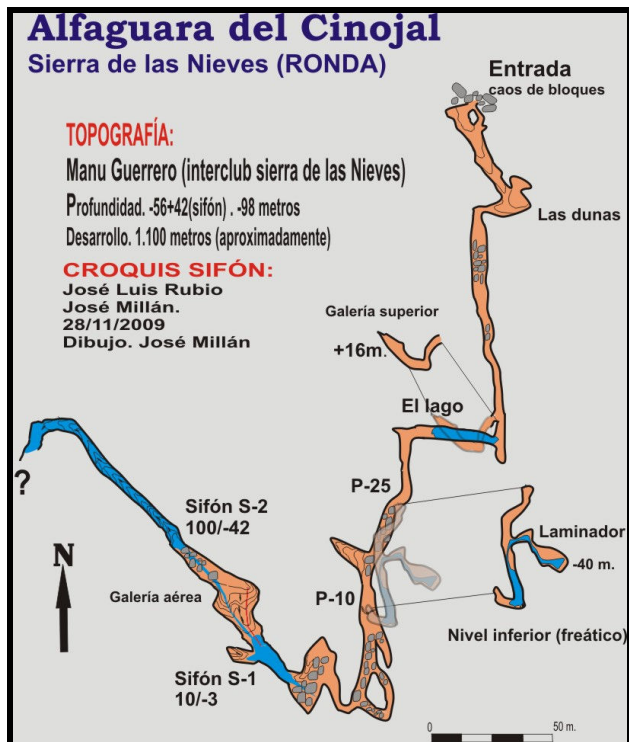 Alfaguara del Cinojal
Sierra de las Nieves (RONDA)
Entrada
caos de bloques
TOPOGRAFÍA:
Manu Guerrero (interclub sierra de las Nieves)
Profundidad. -56+42(sifón) . -98 metros
Desarrollo. 1.100 metros (aproximadamente)
CROQUIS SIFÓN:
José Luis Rubio
José Millán.
28/11/2009
Dibujo. José Millán
Las dunas
Galería superior
+16m.
El lago
?
P-25
Sifón S-2
100/-42
Laminador
-40 m.
N
Galería aérea
P-10
Nivel inferior (freático)
Sifón S-1
10/-3
0
50 m.